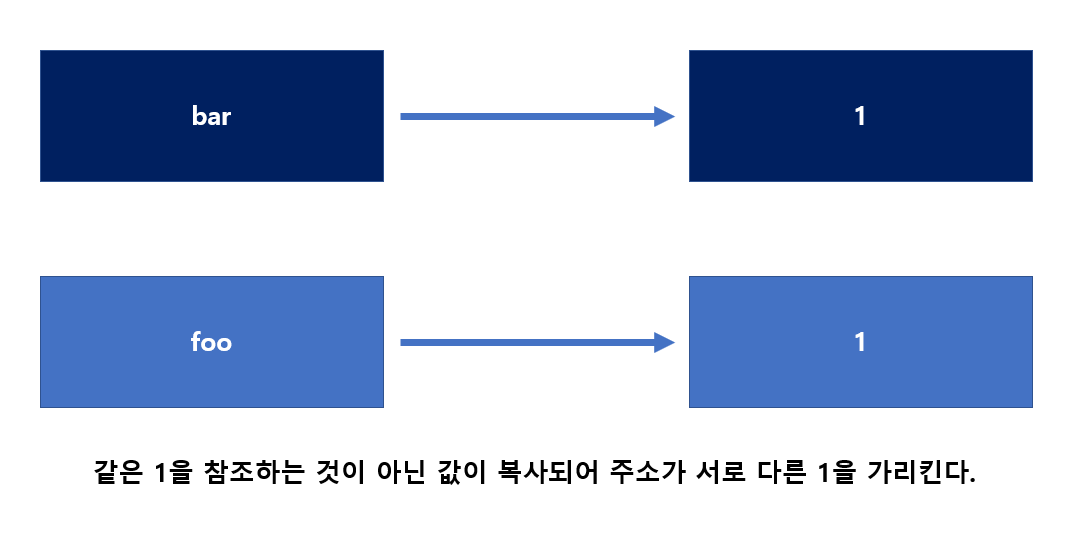 bar
1
foo
1
같은 1을 참조하는 것이 아닌 값이 복사되어 주소가 서로 다른 1을 가리킨다.